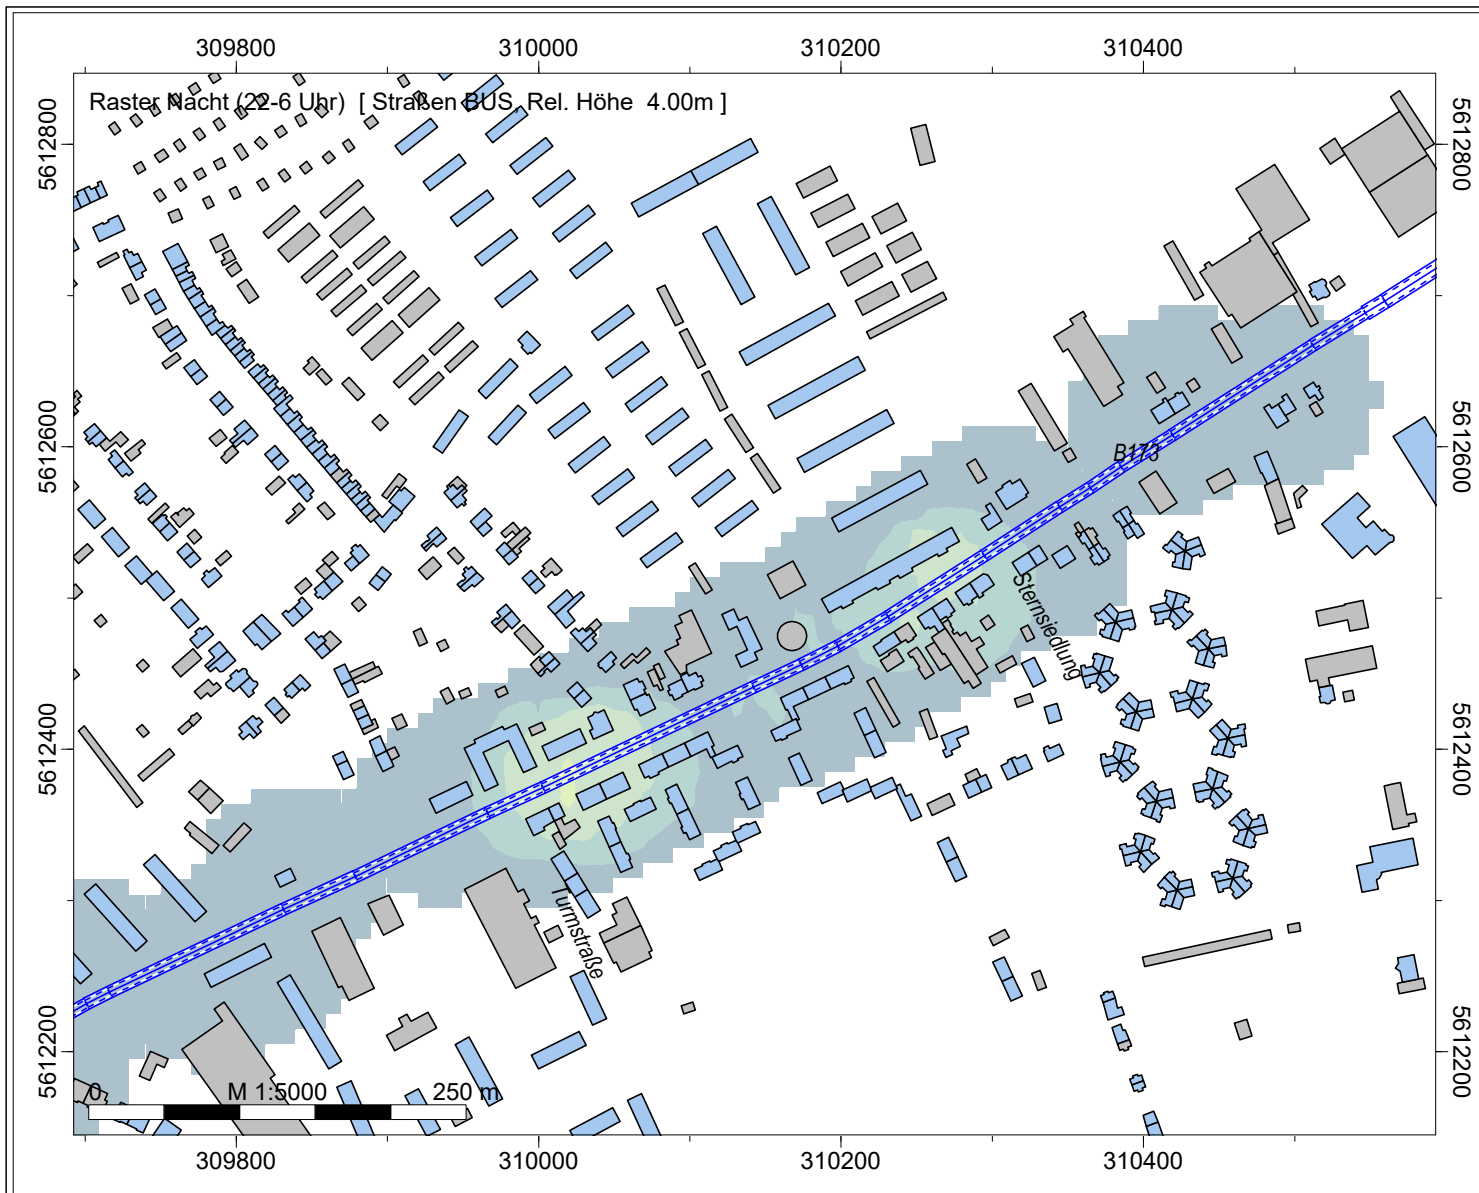 309800 310000 310200 310400
Raster Nacht (22-6 Uhr) [ Straßen BUS, Rel. Höhe 4.00m ]
5612800 5612800
5612600 5612600
B173
Sternsiedlung
5612400 5612400
Turmstraße
5612200 5612200
0 M 1:5000 250 m
309800 310000 310200 310400